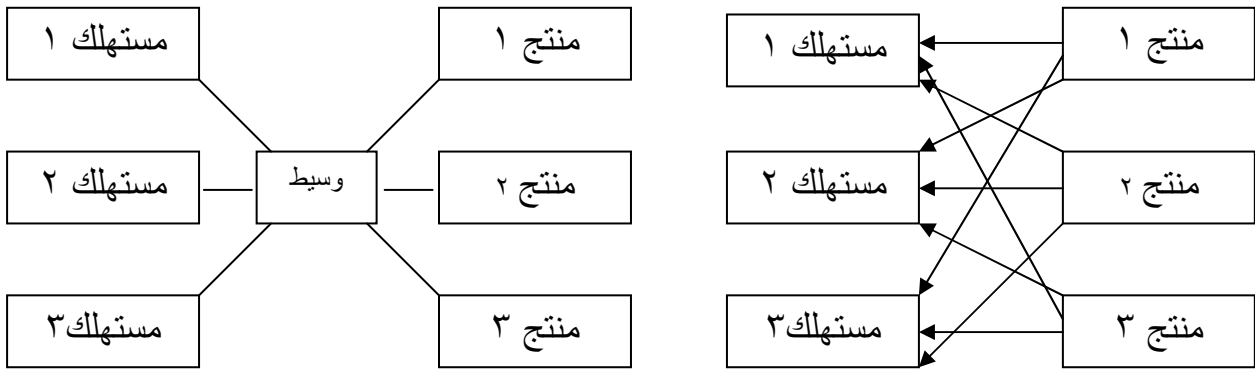 منتج ١
مستهلك ١
منتج ٢
مستهلك ٢
منتج ٣
مستهلك٣
منتج ١
مستهلك ١
منتج ٢
وسيط
مستهلك ٢
منتج ٣
مستهلك٣